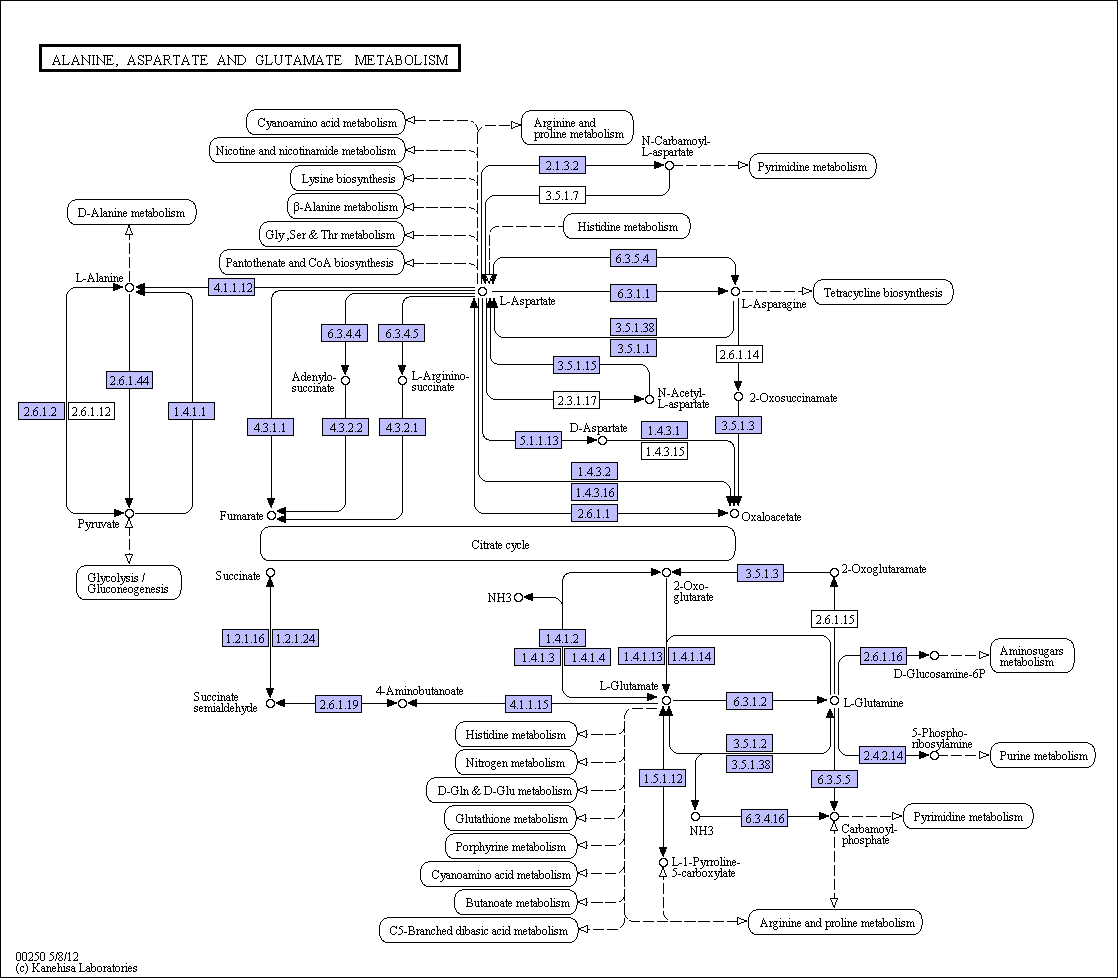 ALANINE, ASPARTATE AND GLUTAMATE METABOLISM
Cyanoamino acid metabolism
Arginine and
proline metabolism
Nicotine and nicotinamide metabolism
N-Carbamoyl-
L-aspartate
2.1.3.2
Pyrimidine metabolism
Lysine biosynthesis
3.5.1.7
β-Alanine metabolism
D-Alanine metabolism
Histidine metabolism
Gly ,Ser & Thr metabolism
Pantothenate and CoA biosynthesis
6.3.5.4
L-Alanine
4.1.1.12
L-Aspartate
6.3.1.1
L-Asparagine
Tetracycline biosynthesis
6.3.4.4
6.3.4.5
3.5.1.38
3.5.1.1
2.6.1.14
3.5.1.15
2.6.1.44
Adenylo-
succinate
L-Arginino-
succinate
2.3.1.17
N-Acetyl-
L-aspartate
2-Oxosuccinamate
2.6.1.2
2.6.1.12
1.4.1.1
4.3.1.1
4.3.2.2
4.3.2.1
D-Aspartate
5.1.1.13
1.4.3.1
1.4.3.15
3.5.1.3
1.4.3.2
1.4.3.16
2.6.1.1
Pyruvate
Fumarate
Oxaloacetate
Citrate cycle
Glycolysis /
Gluconeogenesis
Succinate
2-Oxo-
glutarate
3.5.1.3
2-Oxoglutaramate
NH3
2.6.1.15
1.2.1.16
1.2.1.24
1.4.1.2
1.4.1.3
1.4.1.4
1.4.1.13
1.4.1.14
2.6.1.16
D-Glucosamine-6P
Aminosugars
metabolism
Succinate
semialdehyde
2.6.1.19
4-Aminobutanoate
4.1.1.15
L-Glutamate
6.3.1.2
L-Glutamine
Histidine metabolism
3.5.1.2
3.5.1.38
5-Phospho-
ribosylamine
2.4.2.14
Purine metabolism
Nitrogen metabolism
1.5.1.12
6.3.5.5
D-Gln & D-Glu metabolism
Glutathione metabolism
NH3
6.3.4.16
Carbamoyl-
phosphate
Pyrimidine metabolism
Porphyrine metabolism
L-1-Pyrroline-
5-carboxylate
Cyanoamino acid metabolism
Butanoate metabolism
C5-Branched dibasic acid metabolism
Arginine and proline metabolism
00250 5/8/12
(c) Kanehisa Laboratories